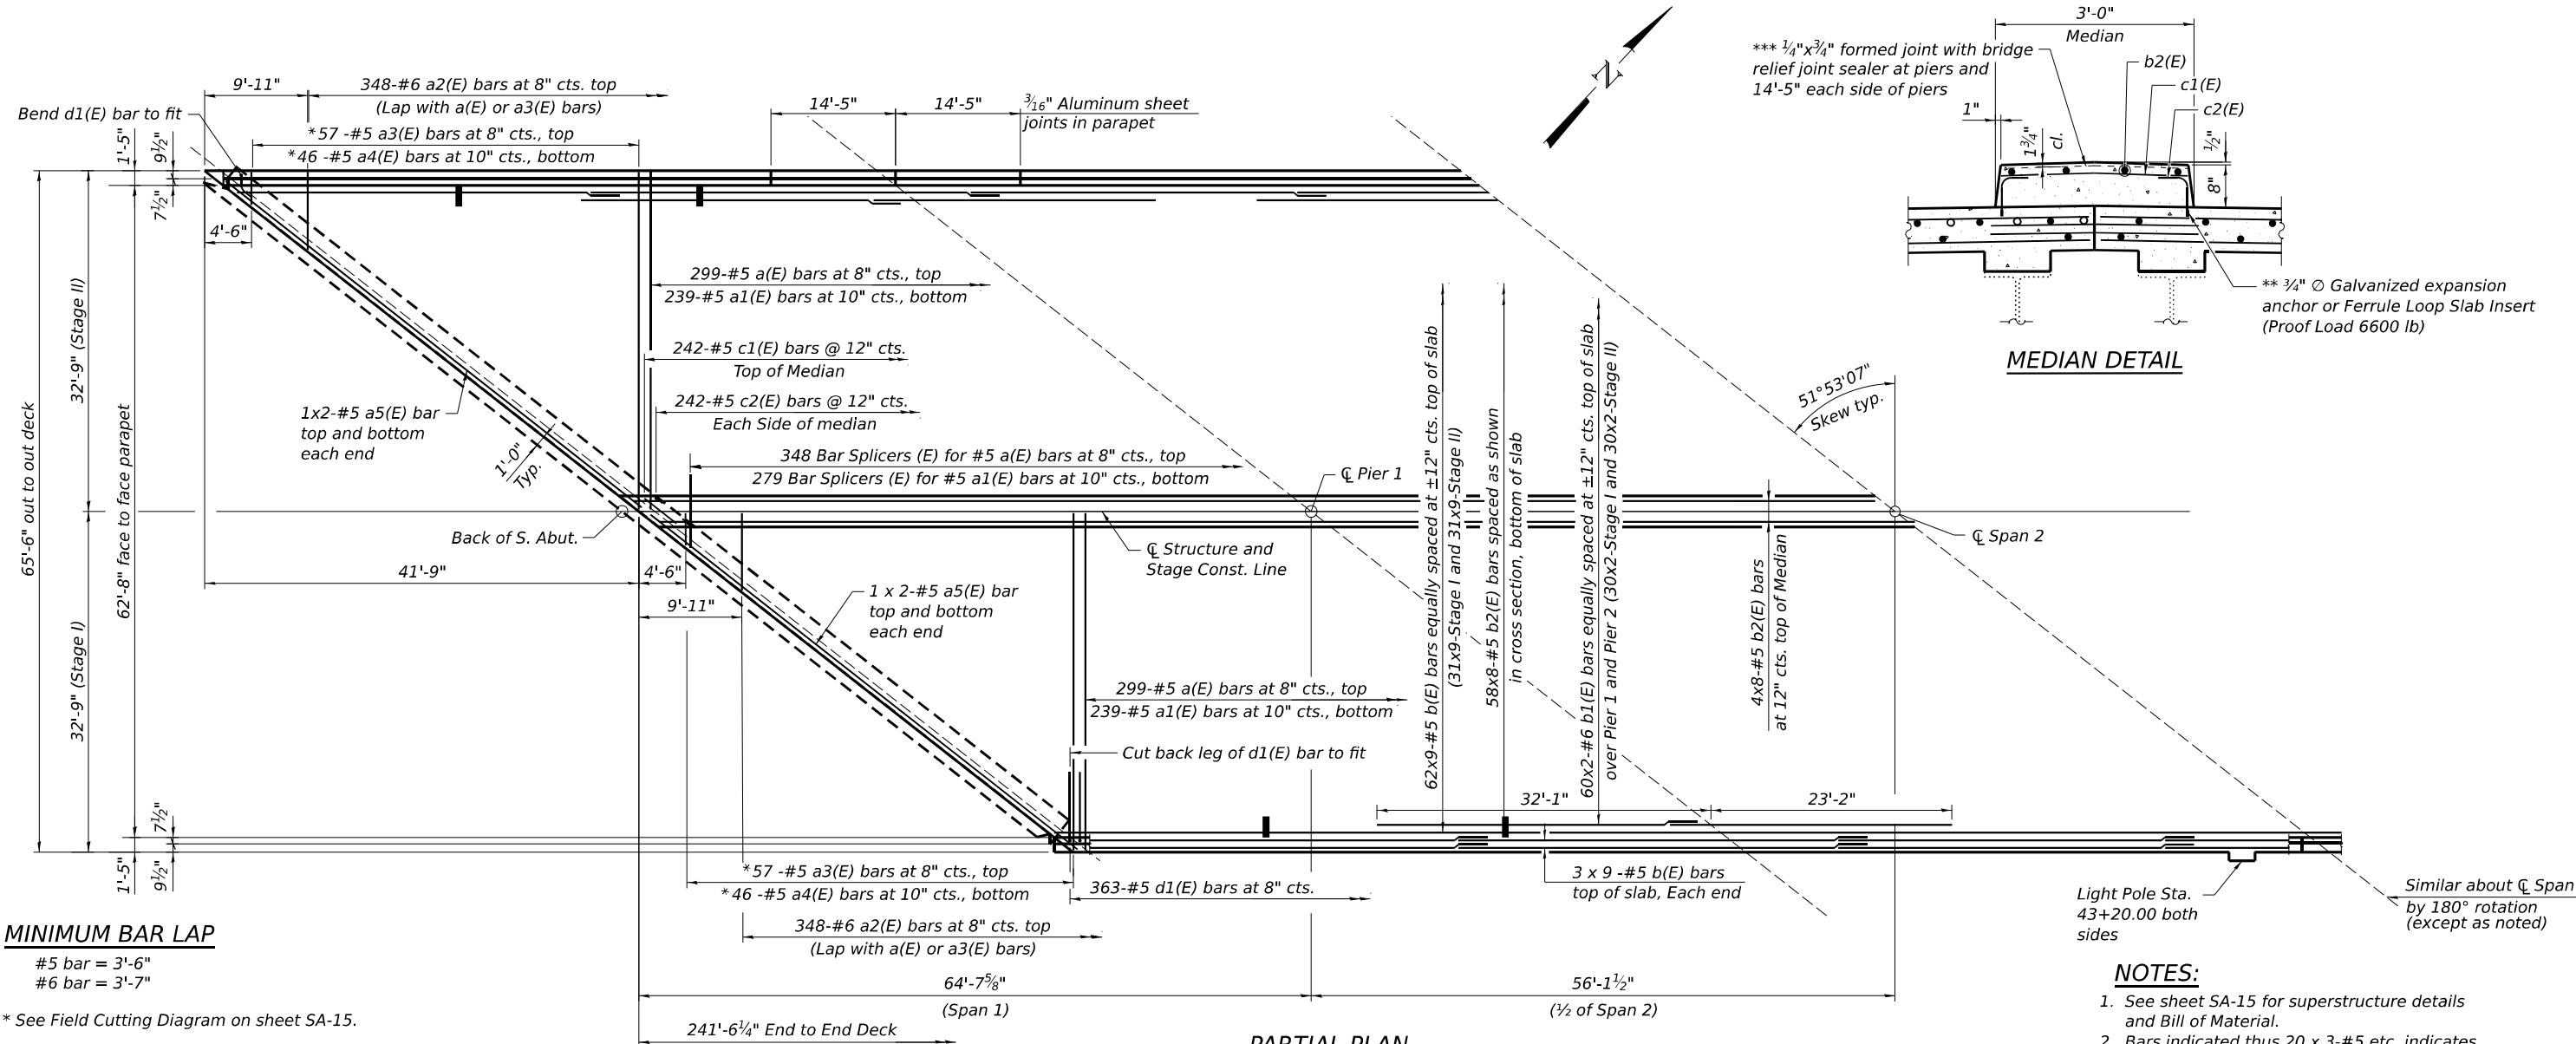 3'-0"
Median
*** 1/4"x3/4" formed joint with bridge
relief joint sealer at piers and
14'-5" each side of piers
b2(E)
c1(E)
c2(E)
1"
1 3/4"
cl.
1/2"
8"
** 3/4" ∅ Galvanized expansion
anchor or Ferrule Loop Slab Insert
(Proof Load 6600 lb)
MEDIAN DETAIL
N
9'-11"
348-#6 a2(E) bars at 8" cts. top
(Lap with a(E) or a3(E) bars)
Bend d1(E) bar to fit
*57 -#5 a3(E) bars at 8" cts., top
*46 -#5 a4(E) bars at 10" cts., bottom
14'-5"
14'-5"
3/16" Aluminum sheet
joints in parapet
1'-5"
9 1/2"
7 1/2"
4'-6"
299-#5 a(E) bars at 8" cts., top
239-#5 a1(E) bars at 10" cts., bottom
242-#5 c1(E) bars @ 12" cts.
Top of Median
242-#5 c2(E) bars @ 12" cts.
Each Side of median
348 Bar Splicers (E) for #5 a(E) bars at 8" cts., top
279 Bar Splicers (E) for #5 a1(E) bars at 10" cts., bottom
1x2-#5 a5(E) bar
top and bottom
each end
1'-0"
Typ.
51°53'07"
Skew typ.
65'-6" out to out deck
32'-9" (Stage II)
32'-9" (Stage I)
62'-8" face to face parapet
Back of S. Abut.
℄ Pier 1
℄ Structure and
Stage Const. Line
℄ Span 2
41'-9"
4'-6"
9'-11"
1 x 2-#5 a5(E) bar
top and bottom
each end
62x9-#5 b(E) bars equally spaced at ±12" cts. top of slab
(31x9-Stage I and 31x9-Stage II)
58x8-#5 b2(E) bars spaced as shown
in cross section, bottom of slab
60x2-#6 b1(E) bars equally spaced at ±12" cts. top of slab
over Pier 1 and Pier 2 (30x2-Stage I and 30x2-Stage II)
4x8-#5 b2(E) bars
at 12" cts. top of Median
299-#5 a(E) bars at 8" cts., top
239-#5 a1(E) bars at 10" cts., bottom
Cut back leg of d1(E) bar to fit
32'-1"
23'-2"
7 1/2"
9 1/2"
1'-5"
*57 -#5 a3(E) bars at 8" cts., top
*46 -#5 a4(E) bars at 10" cts., bottom
363-#5 d1(E) bars at 8" cts.
3 x 9 -#5 b(E) bars
top of slab, Each end
348-#6 a2(E) bars at 8" cts. top
(Lap with a(E) or a3(E) bars)
Light Pole Sta.
43+20.00 both
sides
Similar about ℄ Span
by 180° rotation
(except as noted)
MINIMUM BAR LAP
#5 bar = 3'-6"
#6 bar = 3'-7"
* See Field Cutting Diagram on sheet SA-15.
64'-7 5/8"
(Span 1)
56'-1 1/2"
(1/2 of Span 2)
241'-6 1/4" End to End Deck
PARTIAL PLAN
NOTES:
1. See sheet SA-15 for superstructure details
and Bill of Material.
2. Bars indicated thus 20 x 3-#5 etc. indicates